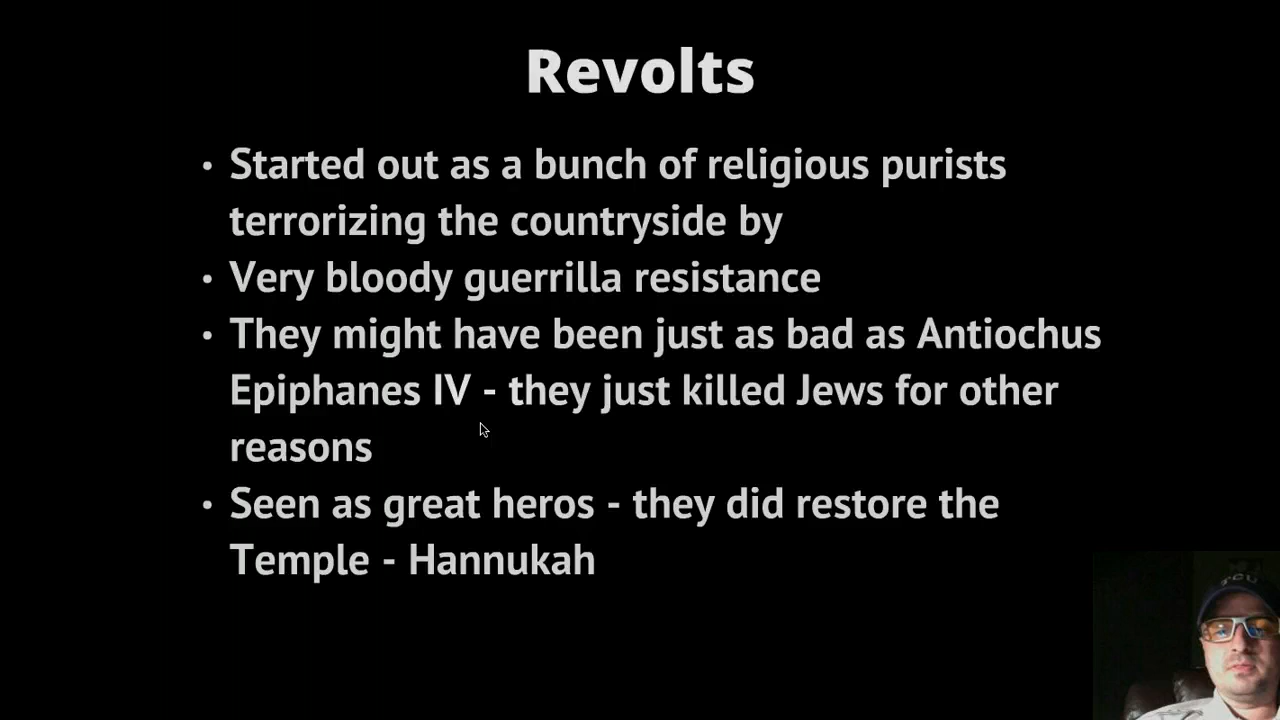 Revolts
• Started out as a bunch of religious purists
terrorizing the countryside by
• Very bloody guerrilla resistance
• They might have been just as bad as Antiochus
Epiphanes IV - they just killed Jews for other
reasons
• Seen as great heros - they did restore the
Temple - Hannukah
TCU